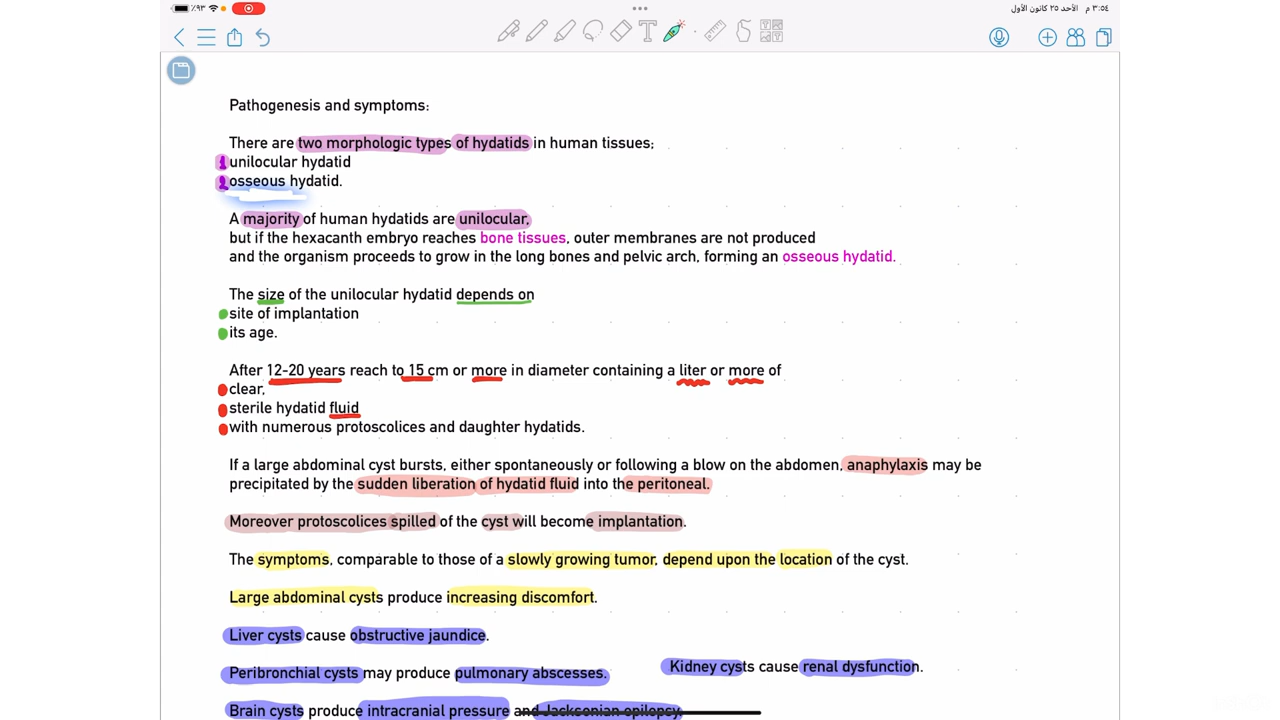 ٪٩٣
٣:٥٤ م الأحد ٢٥ كانون الأول
Pathogenesis and symptoms:
There are two morphologic types of hydatids in human tissues;
1 unilocular hydatid
2 osseous hydatid.
A majority of human hydatids are unilocular,
but if the hexacanth embryo reaches bone tissues, outer membranes are not produced
and the organism proceeds to grow in the long bones and pelvic arch, forming an osseous hydatid.
The size of the unilocular hydatid depends on
site of implantation
its age.
After 12-20 years reach to 15 cm or more in diameter containing a liter or more of
clear,
sterile hydatid fluid
with numerous protoscolices and daughter hydatids.
If a large abdominal cyst bursts, either spontaneously or following a blow on the abdomen, anaphylaxis may be
precipitated by the sudden liberation of hydatid fluid into the peritoneal.
Moreover protoscolices spilled of the cyst will become implantation.
The symptoms, comparable to those of a slowly growing tumor, depend upon the location of the cyst.
Large abdominal cysts produce increasing discomfort.
Liver cysts cause obstructive jaundice.
Peribronchial cysts may produce pulmonary abscesses.
Kidney cysts cause renal dysfunction.
Brain cysts produce intracranial pressure and Jacksonian epilepsy.